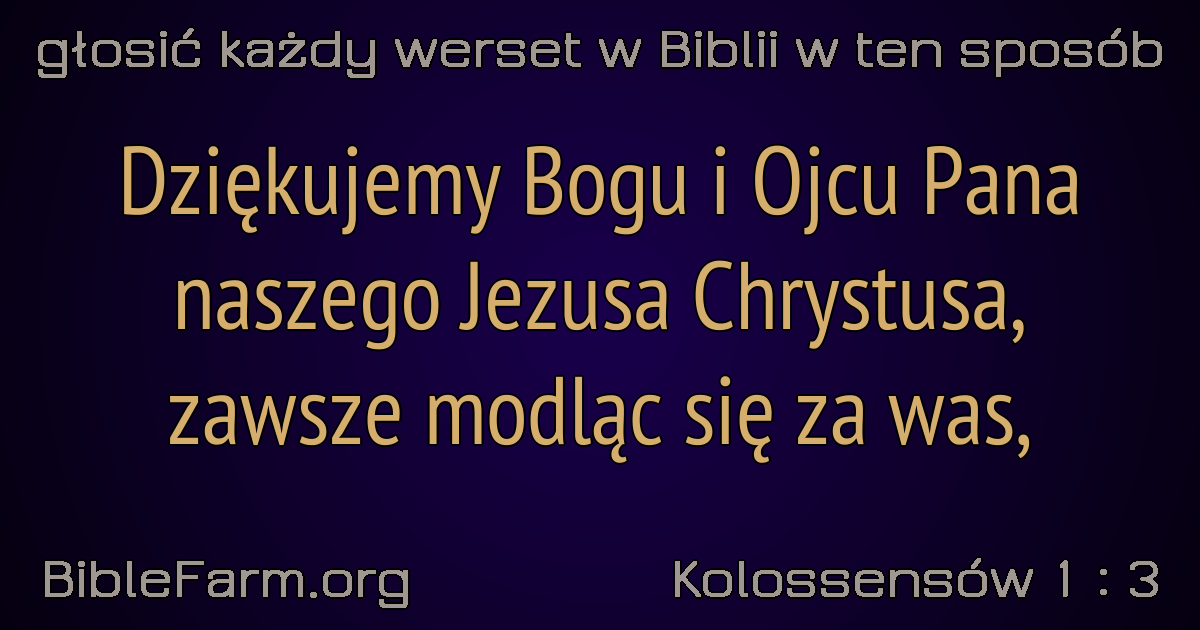 głosić każdy werset w Biblii w ten sposób
Dziękujemy Bogu i Ojcu Pana
naszego Jezusa Chrystusa,
zawsze modląc się za was,
BibleFarm.org
Kolossensów 1 : 3